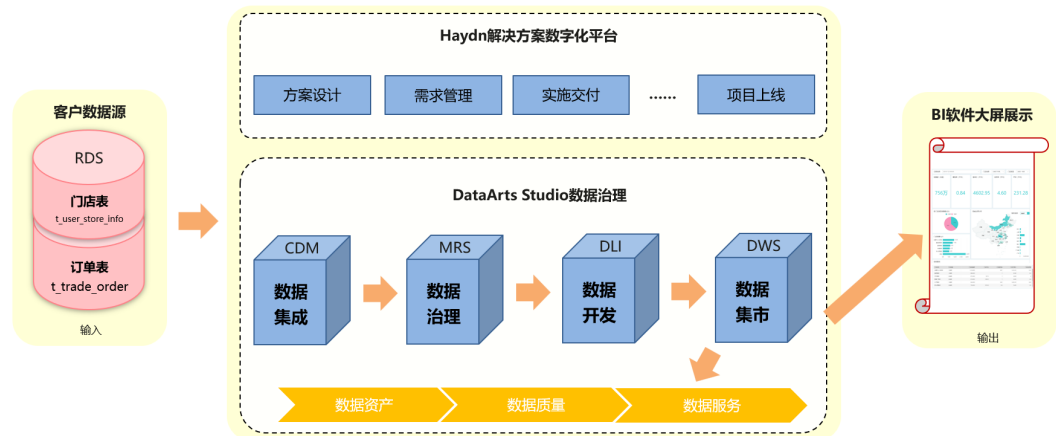 Haydn解决方案数字化平台
方案设计
需求管理
实施交付
......
项目上线
客户数据源
RDS
门店表
t_user_store_info
订单表
t_trade_order
输入
DataArts Studio数据治理
CDM
数据
集成
MRS
数据
治理
DLI
数据
开发
DWS
数据
集市
数据资产
数据质量
数据服务
BI软件大屏展示
输出